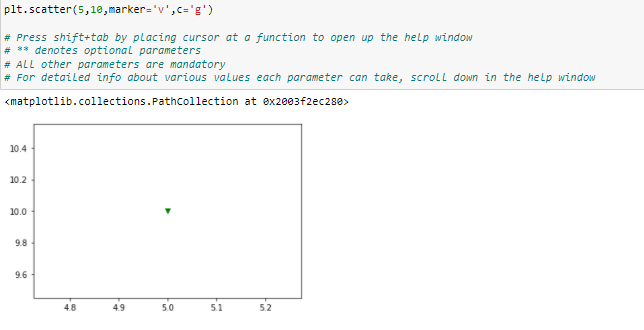 plt.scatter(5,10,marker='v',c='g')
# Press shift+tab by placing cursor at a function to open up the help window
# ** denotes optional parameters
# ALL other parameters are mandatory
# For detailed info about various values each parameter can take, scroll down in the help window
<matplotlib.collections.PathCollection at 0x2003f2ec280>
10.4
10.2
10.0
9.8
9.6
4.8 4.9 5.0 5.1 5.2